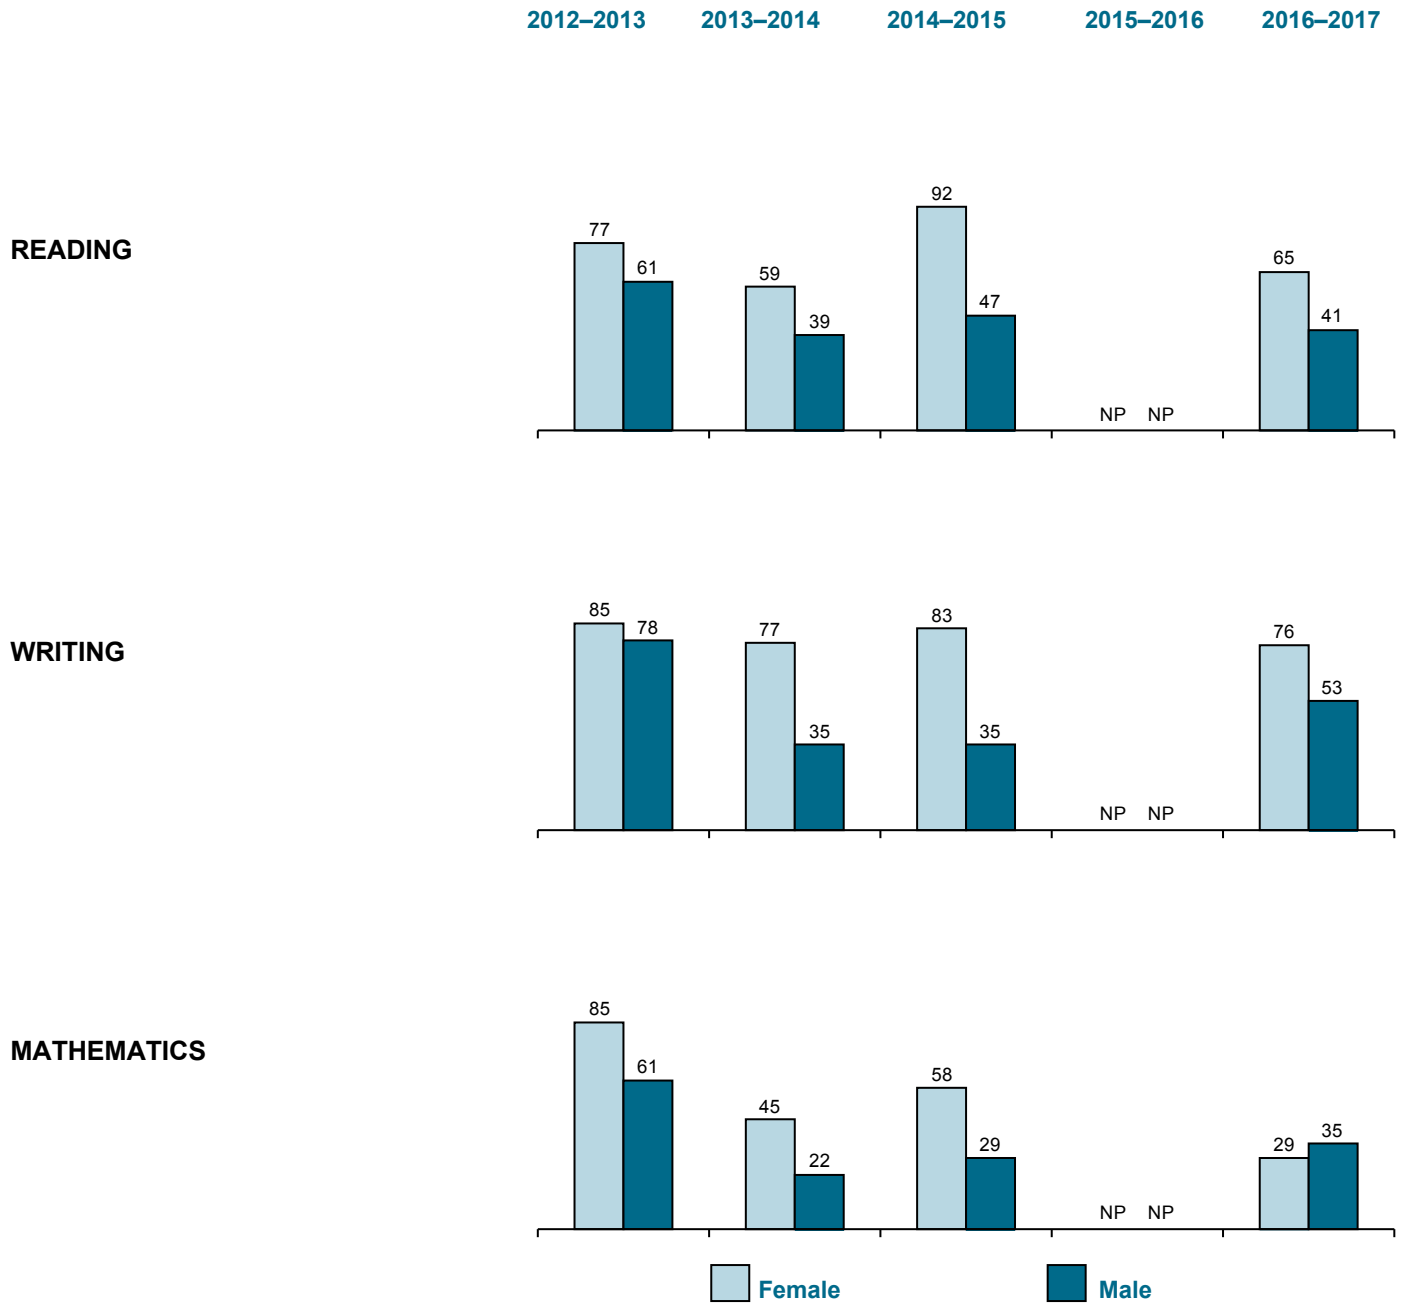 2012–2013 2013–2014 2014–2015 2015–2016 2016–2017
READING
77 61 59 39 92 47 NP NP 65 41
WRITING
85 78 77 35 83 35 NP NP 76 53
MATHEMATICS
85 61 45 22 58 29 NP NP 29 35
Female Male